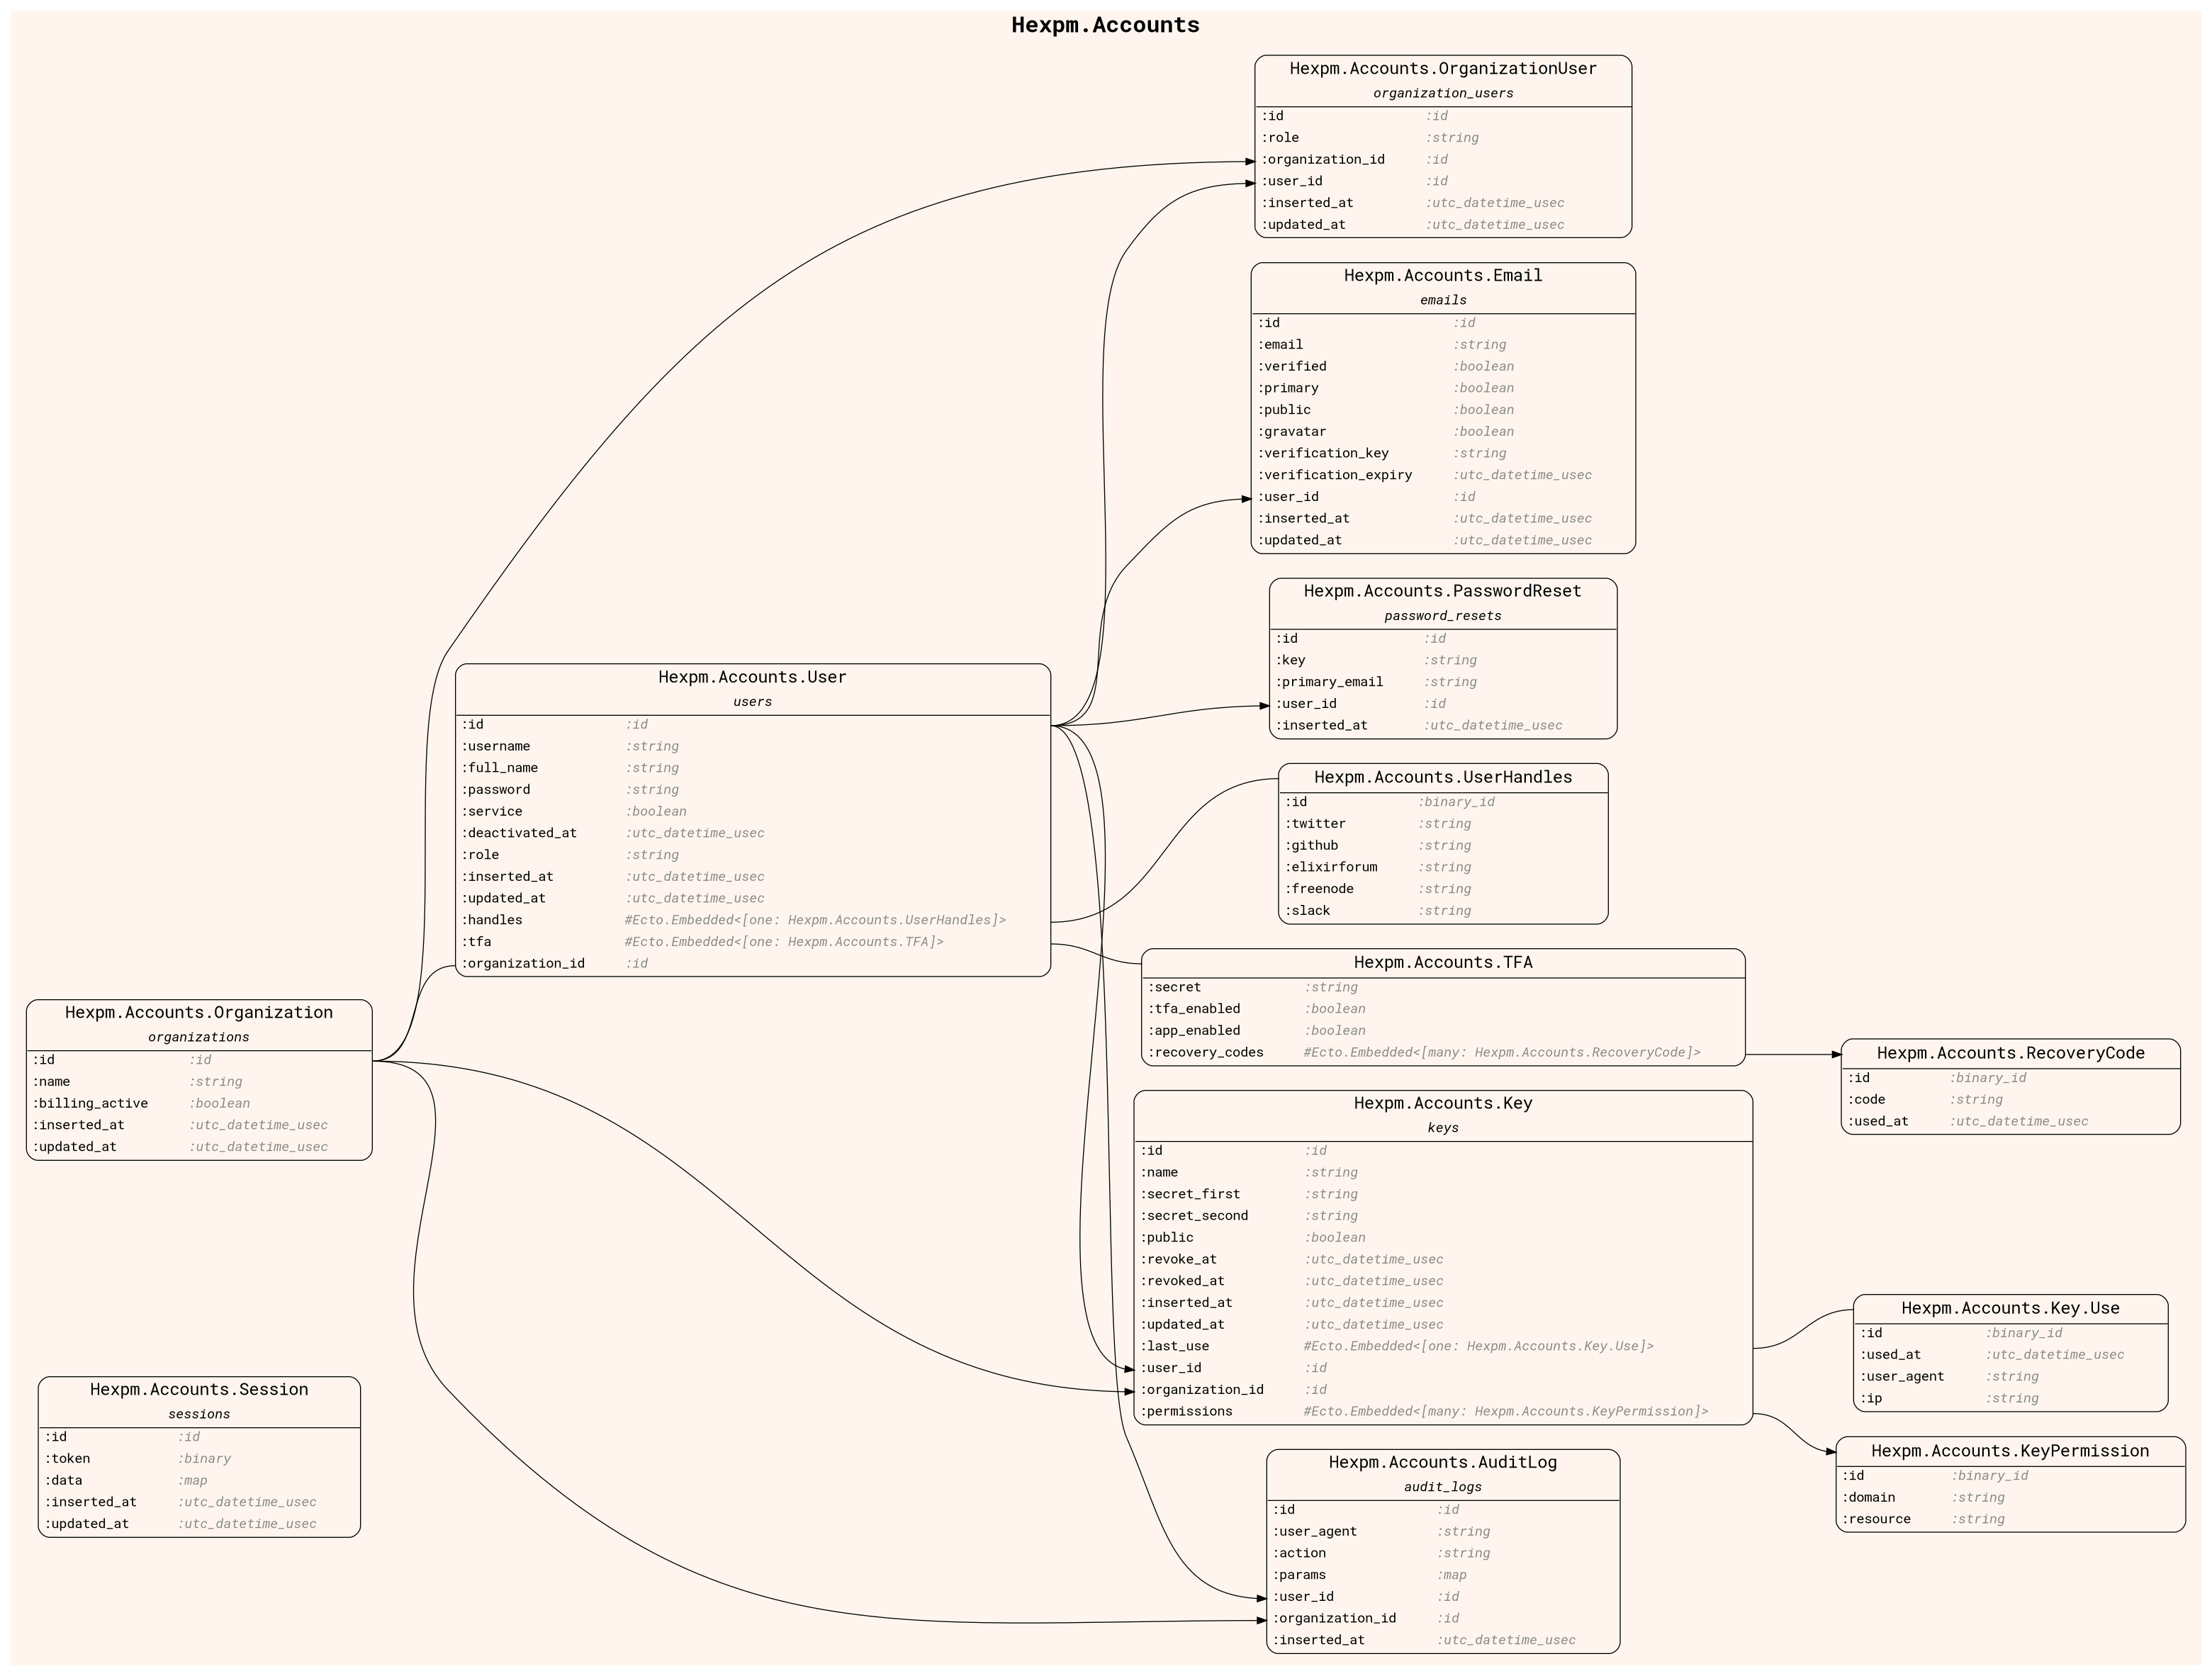 Hexpm.Accounts
Hexpm.Accounts.OrganizationUser
organization_users
:id :id
:role :string
:organization_id :id
:user_id :id
:inserted_at :utc_datetime_usec
:updated_at :utc_datetime_usec
Hexpm.Accounts.Email
emails
:id :id
:email :string
:verified :boolean
:primary :boolean
:public :boolean
:gravatar :boolean
:verification_key :string
:verification_expiry :utc_datetime_usec
:user_id :id
:inserted_at :utc_datetime_usec
:updated_at :utc_datetime_usec
Hexpm.Accounts.PasswordReset
password_resets
:id :id
:key :string
:primary_email :string
:user_id :id
:inserted_at :utc_datetime_usec
Hexpm.Accounts.User
users
:id :id
:username :string
:full_name :string
:password :string
:service :boolean
:deactivated_at :utc_datetime_usec
:role :string
:inserted_at :utc_datetime_usec
:updated_at :utc_datetime_usec
:handles #Ecto.Embedded<[one: Hexpm.Accounts.UserHandles]>
:tfa #Ecto.Embedded<[one: Hexpm.Accounts.TFA]>
:organization_id :id
Hexpm.Accounts.UserHandles
:id :binary_id
:twitter :string
:github :string
:elixirforum :string
:freenode :string
:slack :string
Hexpm.Accounts.TFA
:secret :string
:tfa_enabled :boolean
:app_enabled :boolean
:recovery_codes #Ecto.Embedded<[many: Hexpm.Accounts.RecoveryCode]>
Hexpm.Accounts.Organization
organizations
:id :id
:name :string
:billing_active :boolean
:inserted_at :utc_datetime_usec
:updated_at :utc_datetime_usec
Hexpm.Accounts.RecoveryCode
:id :binary_id
:code :string
:used_at :utc_datetime_usec
Hexpm.Accounts.Key
keys
:id :id
:name :string
:secret_first :string
:secret_second :string
:public :boolean
:revoke_at :utc_datetime_usec
:revoked_at :utc_datetime_usec
:inserted_at :utc_datetime_usec
:updated_at :utc_datetime_usec
:last_use #Ecto.Embedded<[one: Hexpm.Accounts.Key.Use]>
:user_id :id
:organization_id :id
:permissions #Ecto.Embedded<[many: Hexpm.Accounts.KeyPermission]>
Hexpm.Accounts.Key.Use
:id :binary_id
:used_at :utc_datetime_usec
:user_agent :string
:ip :string
Hexpm.Accounts.Session
sessions
:id :id
:token :binary
:data :map
:inserted_at :utc_datetime_usec
:updated_at :utc_datetime_usec
Hexpm.Accounts.KeyPermission
:id :binary_id
:domain :string
:resource :string
Hexpm.Accounts.AuditLog
audit_logs
:id :id
:user_agent :string
:action :string
:params :map
:user_id :id
:organization_id :id
:inserted_at :utc_datetime_usec